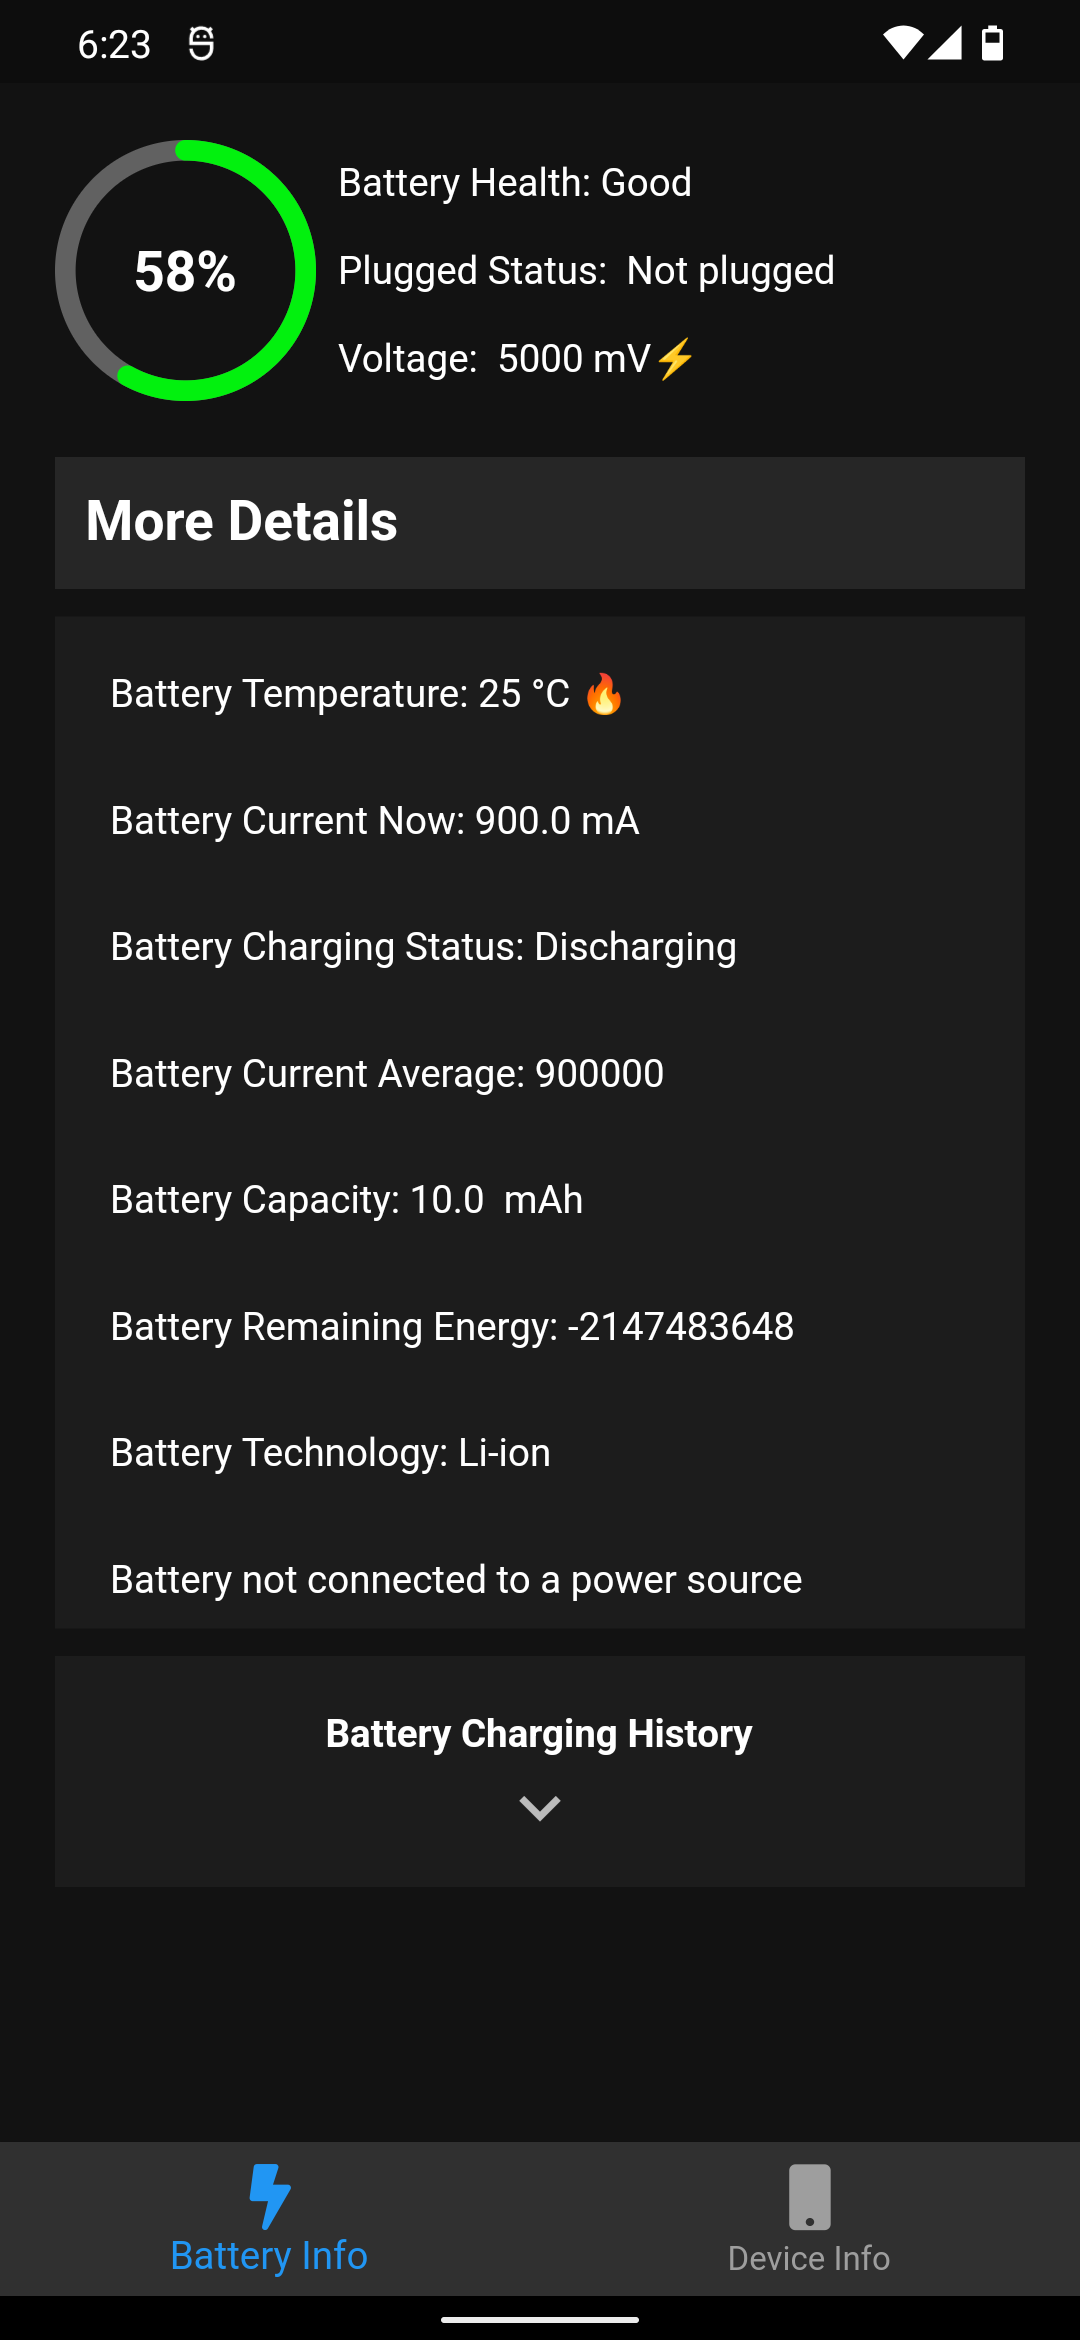 6:23
58%
Battery Health: Good
Plugged Status: Not plugged
Voltage: 5000 mV⚡
More Details
Battery Temperature: 25 °C 🔥
Battery Current Now: 900.0 mA
Battery Charging Status: Discharging
Battery Current Average: 900000
Battery Capacity: 10.0 mAh
Battery Remaining Energy: -2147483648
Battery Technology: Li-ion
Battery not connected to a power source
Battery Charging History
Battery Info
Device Info